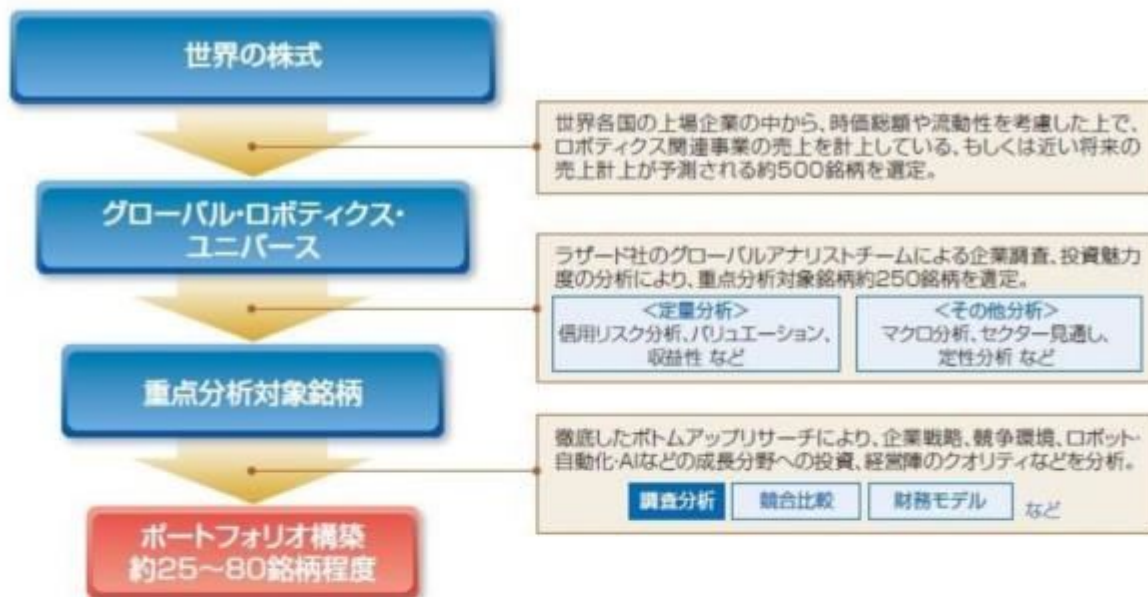 世界の株式
世界各国の上場企業の中から、時価総額や流動性を考慮した上で、
ロボティクス関連事業の売上を計上している、もしくは近い将来の
売上計上が予測される約500銘柄を選定。
グローバル・ロボティクス・
ユニバース
ラザード社のグローバルアナリストチームによる企業調査、投資魅力
度の分析により、重点分析対象銘柄約250銘柄を選定。
<定量分析>
信用リスク分析、バリュエーション、
収益性 など
<その他分析>
マクロ分析、セクター見通し、
定性分析 など
重点分析対象銘柄
徹底したボトムアップリサーチにより、企業戦略、競争環境、ロボット・
自動化・AIなどの成長分野への投資、経営陣のクオリティなどを分析。
調査分析
競合比較
財務モデル
など
ポートフォリオ構築
約25～80銘柄程度